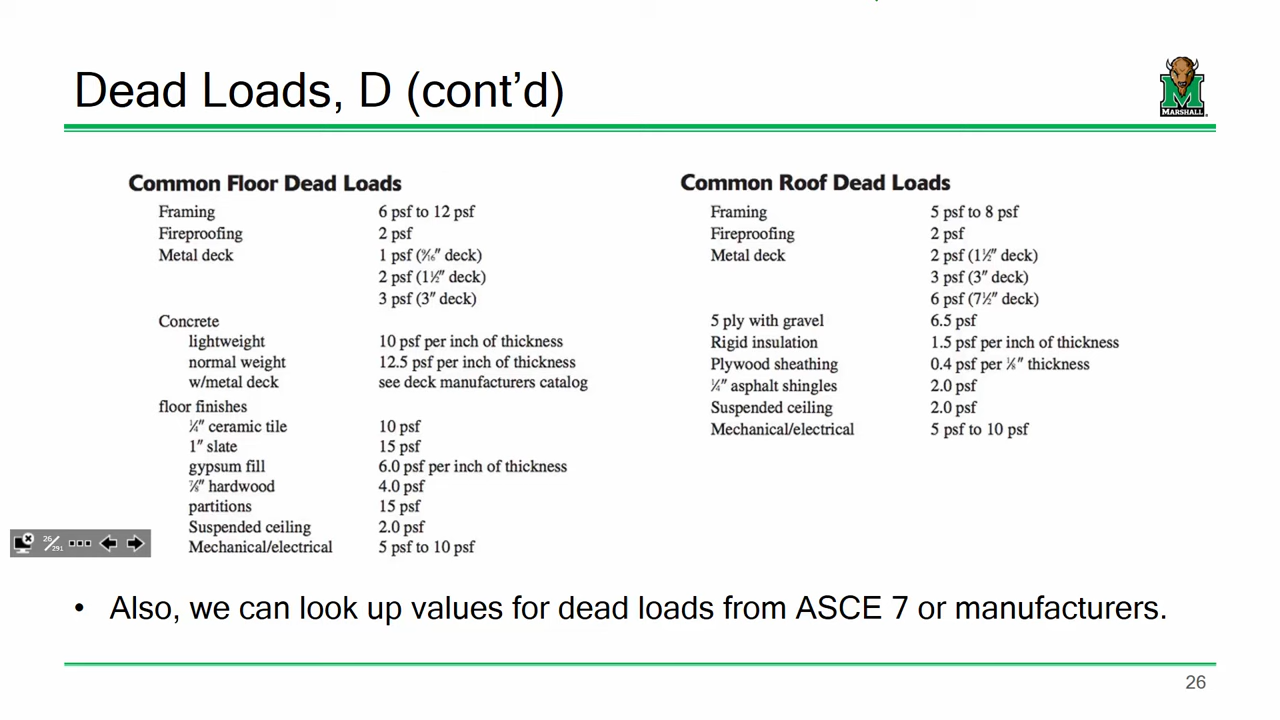 Dead Loads, D (cont’d)
MARSHALL
Common Floor Dead Loads
Framing 6 psf to 12 psf
Fireproofing 2 psf
Metal deck 1 psf (⁹⁄₁₆″ deck)
2 psf (1½″ deck)
3 psf (3″ deck)
Concrete
lightweight 10 psf per inch of thickness
normal weight 12.5 psf per inch of thickness
w/metal deck see deck manufacturers catalog
floor finishes
¼″ ceramic tile 10 psf
1″ slate 15 psf
gypsum fill 6.0 psf per inch of thickness
⅞″ hardwood 4.0 psf
partitions 15 psf
Suspended ceiling 2.0 psf
Mechanical/electrical 5 psf to 10 psf
Common Roof Dead Loads
Framing 5 psf to 8 psf
Fireproofing 2 psf
Metal deck 2 psf (1½″ deck)
3 psf (3″ deck)
6 psf (7½″ deck)
5 ply with gravel 6.5 psf
Rigid insulation 1.5 psf per inch of thickness
Plywood sheathing 0.4 psf per ⅛″ thickness
¼″ asphalt shingles 2.0 psf
Suspended ceiling 2.0 psf
Mechanical/electrical 5 psf to 10 psf
26/291
• Also, we can look up values for dead loads from ASCE 7 or manufacturers.
26